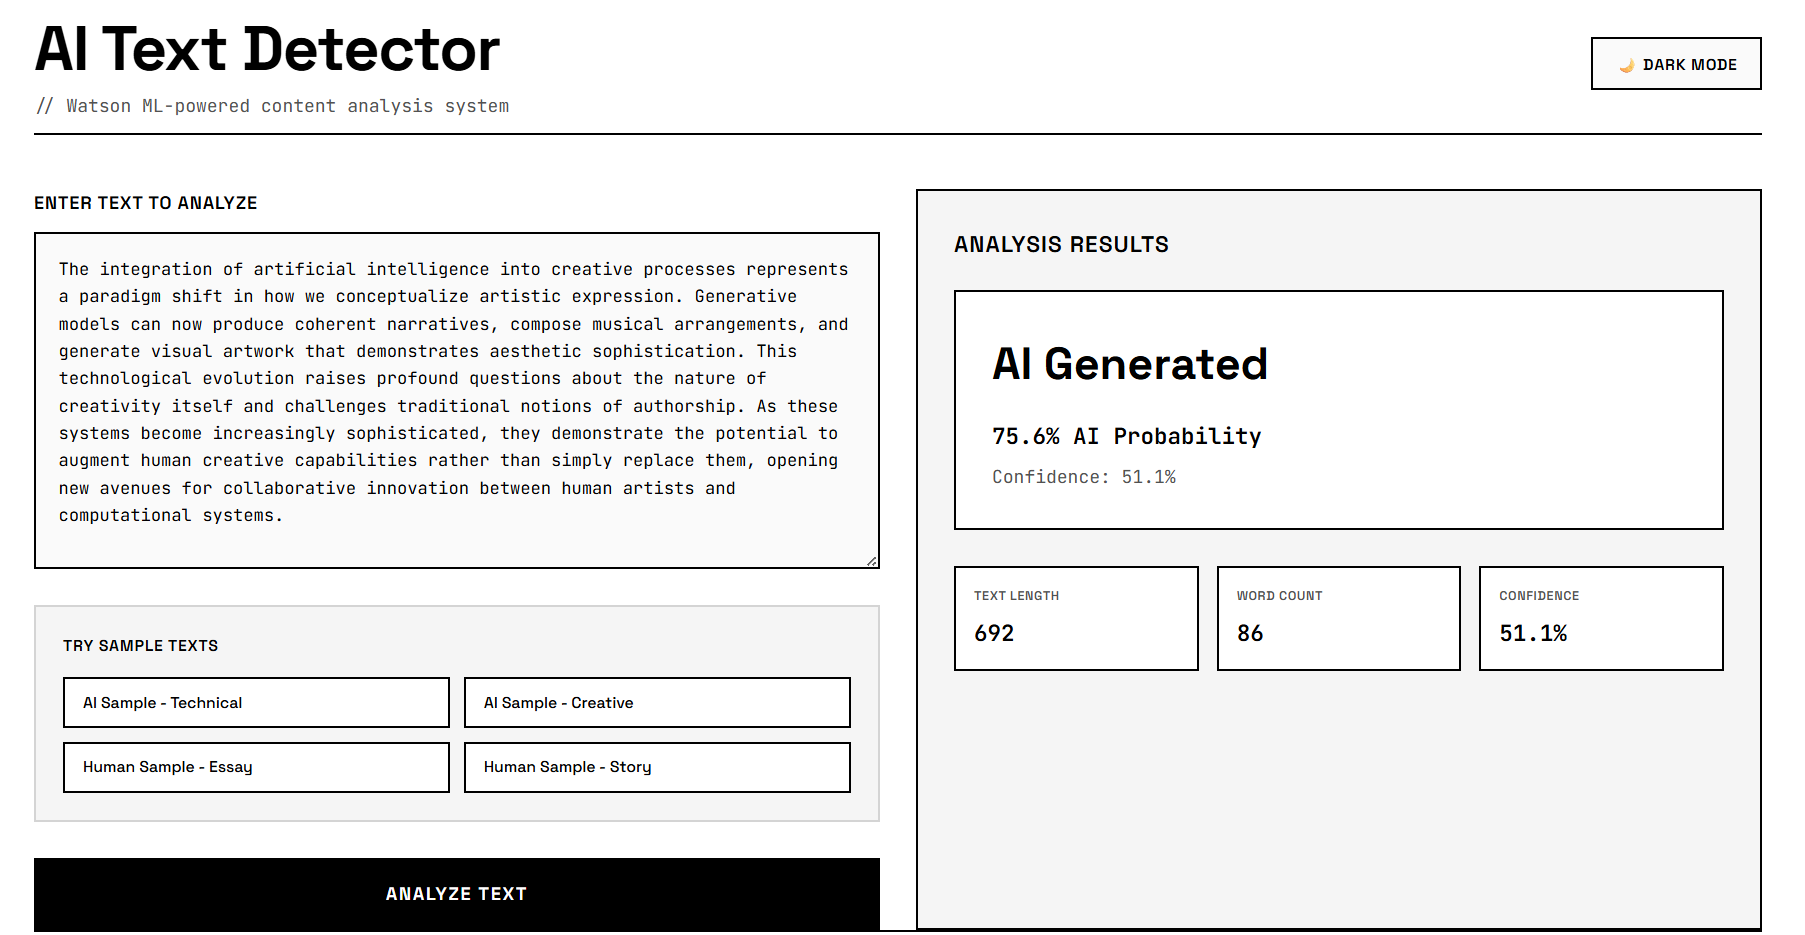 AI Text Detector
// Watson ML-powered content analysis system
🌙 DARK MODE
ENTER TEXT TO ANALYZE
The integration of artificial intelligence into creative processes represents
a paradigm shift in how we conceptualize artistic expression. Generative
models can now produce coherent narratives, compose musical arrangements, and
generate visual artwork that demonstrates aesthetic sophistication. This
technological evolution raises profound questions about the nature of
creativity itself and challenges traditional notions of authorship. As these
systems become increasingly sophisticated, they demonstrate the potential to
augment human creative capabilities rather than simply replace them, opening
new avenues for collaborative innovation between human artists and
computational systems.
TRY SAMPLE TEXTS
AI Sample - Technical
AI Sample - Creative
Human Sample - Essay
Human Sample - Story
ANALYZE TEXT
ANALYSIS RESULTS
AI Generated
75.6% AI Probability
Confidence: 51.1%
TEXT LENGTH
692
WORD COUNT
86
CONFIDENCE
51.1%